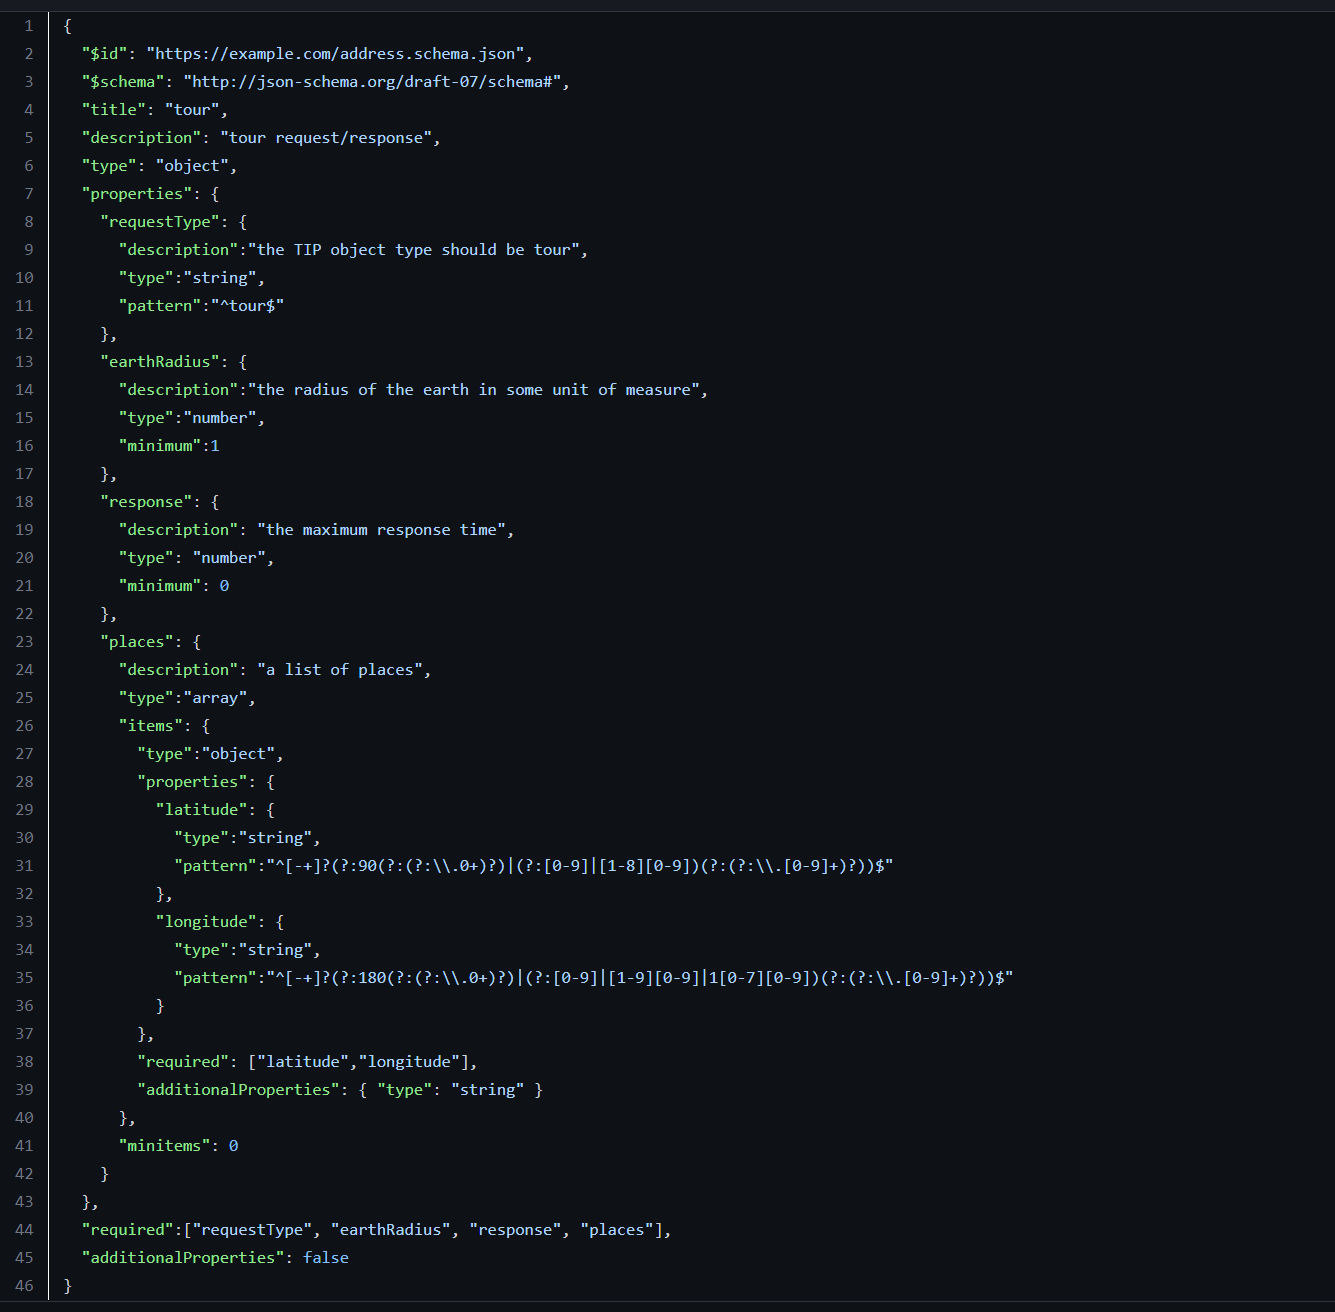 1 {
2   "$id": "https://example.com/address.schema.json",
3   "$schema": "http://json-schema.org/draft-07/schema#",
4   "title": "tour",
5   "description": "tour request/response",
6   "type": "object",
7   "properties": {
8     "requestType": {
9       "description":"the TIP object type should be tour",
10       "type":"string",
11       "pattern":"^tour$"
12     },
13     "earthRadius": {
14       "description":"the radius of the earth in some unit of measure",
15       "type":"number",
16       "minimum":1
17     },
18     "response": {
19       "description": "the maximum response time",
20       "type": "number",
21       "minimum": 0
22     },
23     "places": {
24       "description": "a list of places",
25       "type":"array",
26       "items": {
27         "type":"object",
28         "properties": {
29           "latitude": {
30             "type":"string",
31             "pattern":"^[-+]?(?:90(?:(?:\\.0+)?)|(?:[0-9]|[1-8][0-9])(?:(?:\\.[0-9]+)?))$"
32           },
33           "longitude": {
34             "type":"string",
35             "pattern":"^[-+]?(?:180(?:(?:\\.0+)?)|(?:[0-9]|[1-9][0-9]|1[0-7][0-9])(?:(?:\\.[0-9]+)?))$"
36           }
37         },
38         "required": ["latitude","longitude"],
39         "additionalProperties": { "type": "string" }
40       },
41       "minitems": 0
42     }
43   },
44   "required":["requestType", "earthRadius", "response", "places"],
45   "additionalProperties": false
46 }